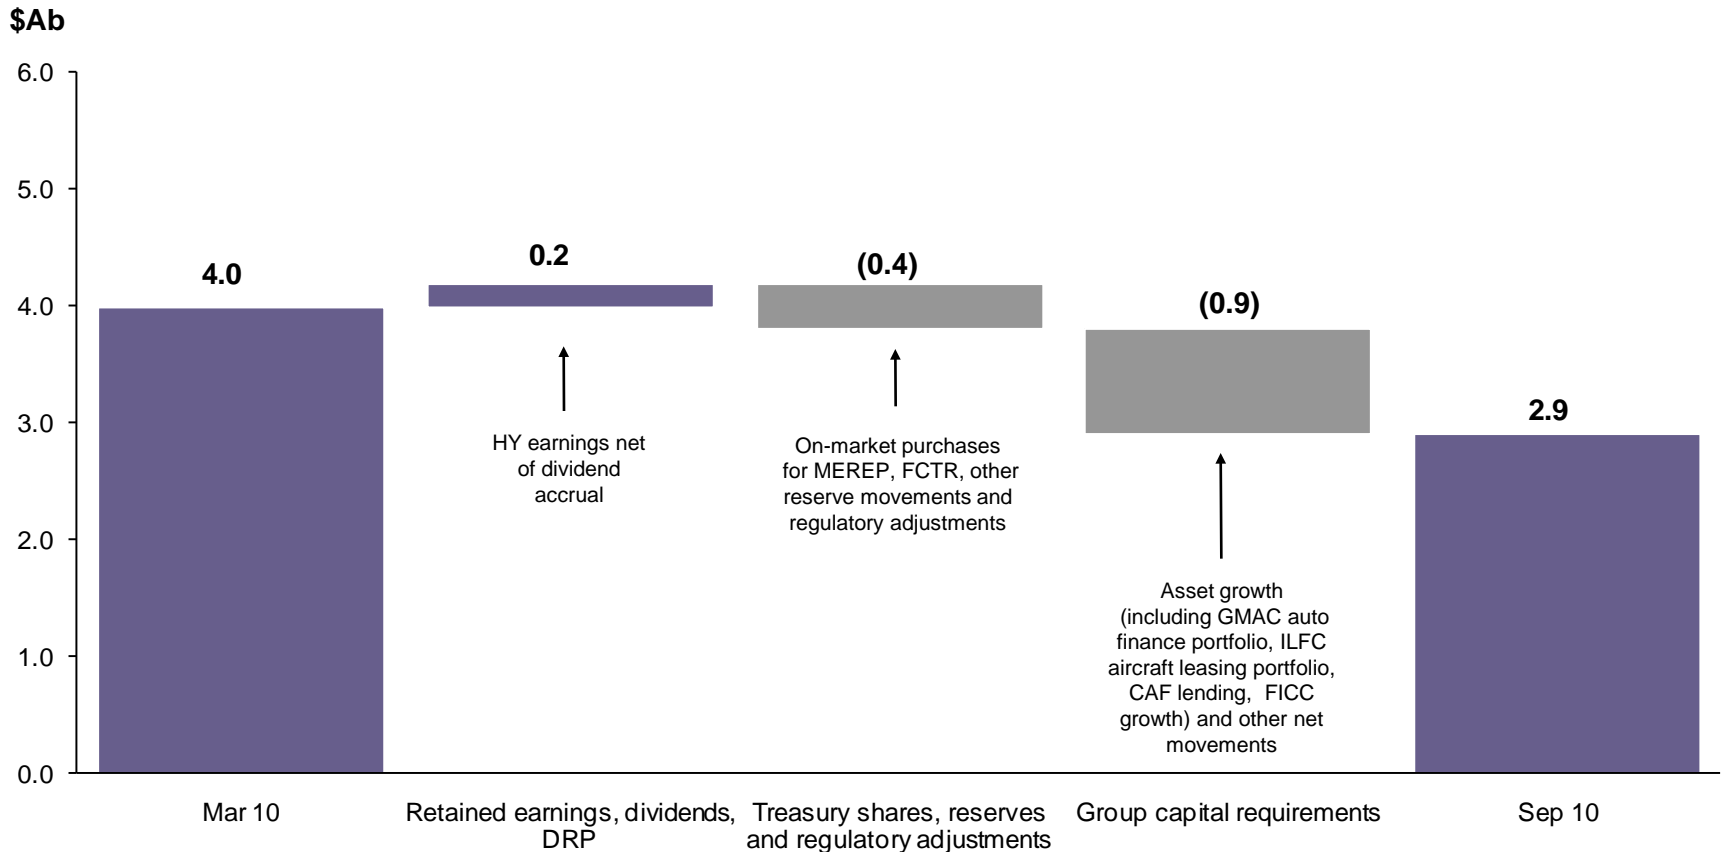 $Ab
6.0
5.0
4.0
3.0
2.0
1.0
0.0
4.0
0.2
(0.4)
(0.9)
2.9
HY earnings net
of dividend
accrual
On-market purchases
for MEREP, FCTR, other
reserve movements and
regulatory adjustments
Asset growth
(including GMAC auto
finance portfolio, ILFC
aircraft leasing portfolio,
CAF lending, FICC
growth) and other net
movements
Mar 10
Retained earnings, dividends,
DRP
Treasury shares, reserves
and regulatory adjustments
Group capital requirements
Sep 10